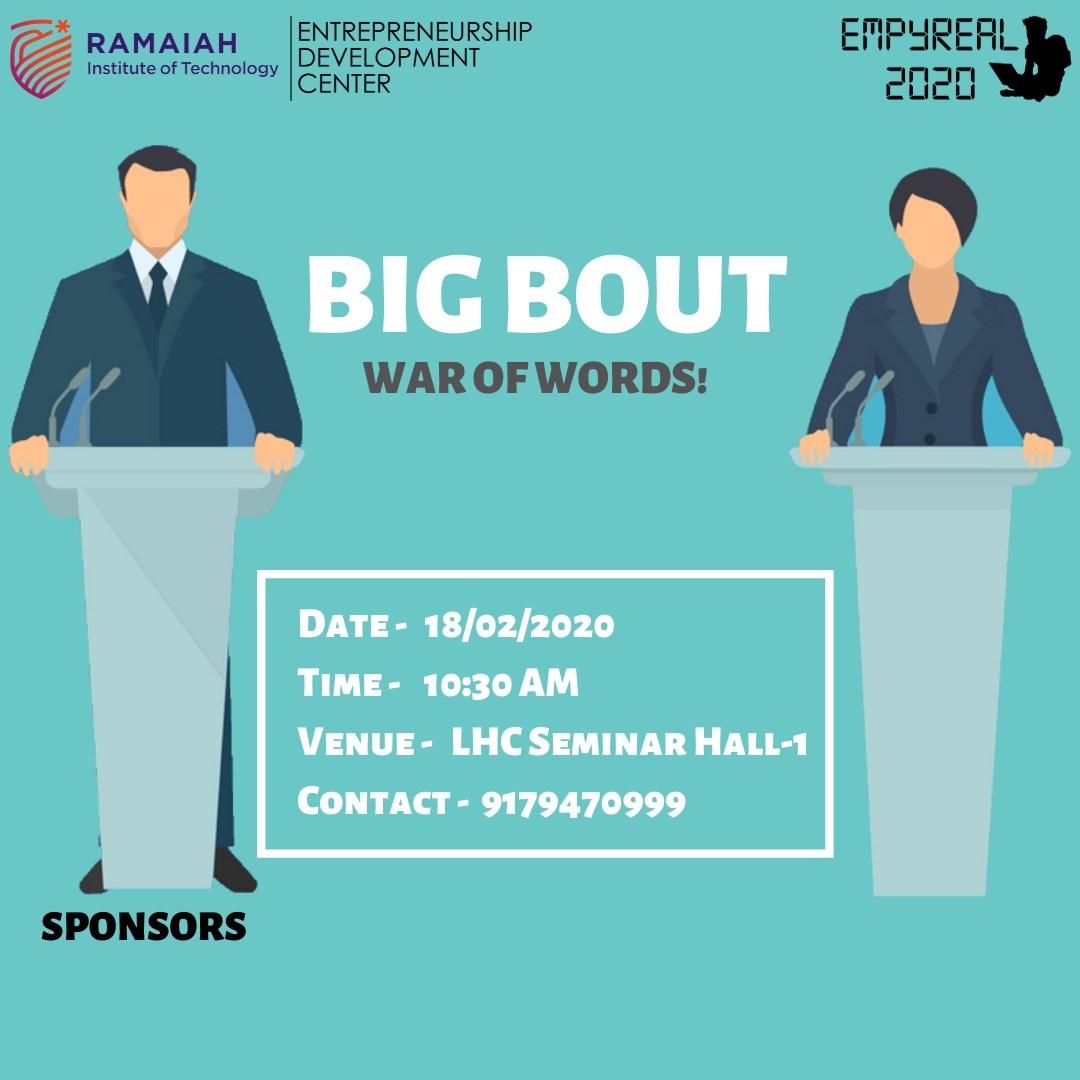 RAMAIAH
Institute of Technology
ENTREPRENEURSHIP
DEVELOPMENT
CENTER
EMPYREAL
2020
BIG BOUT
WAR OF WORDS!
Date - 18/02/2020
Time - 10:30 AM
Venue - LHC Seminar Hall-1
Contact - 9179470999
SPONSORS